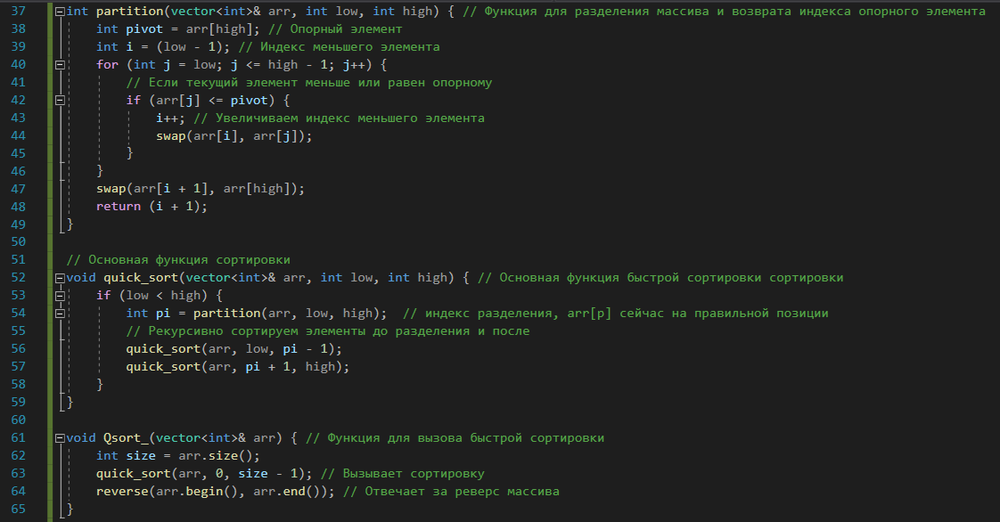 37 int partition(vector<int>& arr, int low, int high) { // Функция для разделения массива и возврата индекса опорного элемента
38     int pivot = arr[high]; // Опорный элемент
39     int i = (low - 1); // Индекс меньшего элемента
40     for (int j = low; j <= high - 1; j++) {
41         // Если текущий элемент меньше или равен опорному
42         if (arr[j] <= pivot) {
43             i++; // Увеличиваем индекс меньшего элемента
44             swap(arr[i], arr[j]);
45         }
46     }
47     swap(arr[i + 1], arr[high]);
48     return (i + 1);
49 }
50
51 // Основная функция сортировки
52 void quick_sort(vector<int>& arr, int low, int high) { // Основная функция быстрой сортировки сортировки
53     if (low < high) {
54         int pi = partition(arr, low, high);  // индекс разделения, arr[p] сейчас на правильной позиции
55         // Рекурсивно сортируем элементы до разделения и после
56         quick_sort(arr, low, pi - 1);
57         quick_sort(arr, pi + 1, high);
58     }
59 }
60
61 void Qsort_(vector<int>& arr) { // Функция для вызова быстрой сортировки
62     int size = arr.size();
63     quick_sort(arr, 0, size - 1); // Вызывает сортировку
64     reverse(arr.begin(), arr.end()); // Отвечает за реверс массива
65 }